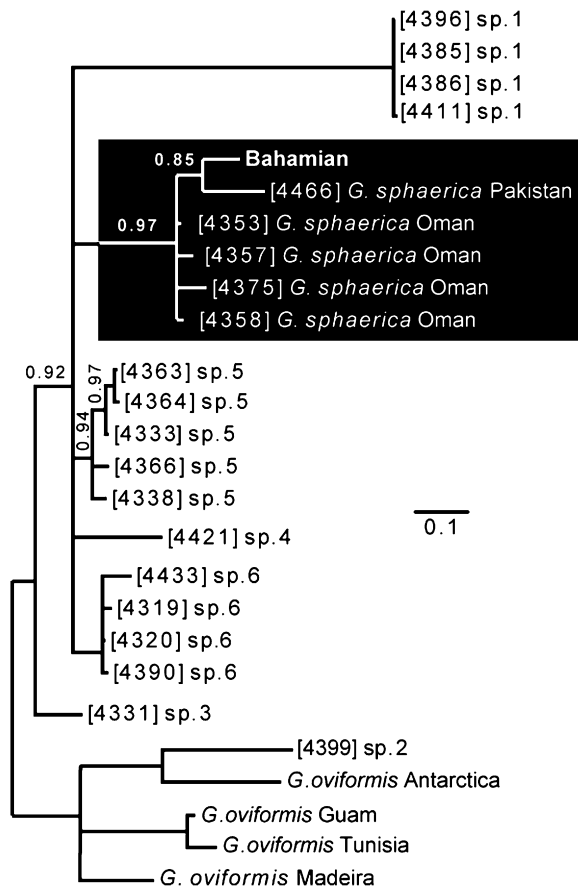 [4396] sp.1
[4385] sp.1
[4386] sp.1
[4411] sp.1
0.85 Bahamian
[4466] G. sphaerica Pakistan
0.97 [4353] G. sphaerica Oman
[4357] G. sphaerica Oman
[4375] G. sphaerica Oman
[4358] G. sphaerica Oman
0.92 0.97 [4363] sp.5
[4364] sp.5
0.94 [4333] sp.5
[4366] sp.5
[4338] sp.5
0.1
[4421] sp.4
[4433] sp.6
[4319] sp.6
[4320] sp.6
[4390] sp.6
[4331] sp.3
[4399] sp.2
G.oviformis Antarctica
G.oviformis Guam
G.oviformis Tunisia
G. oviformis Madeira